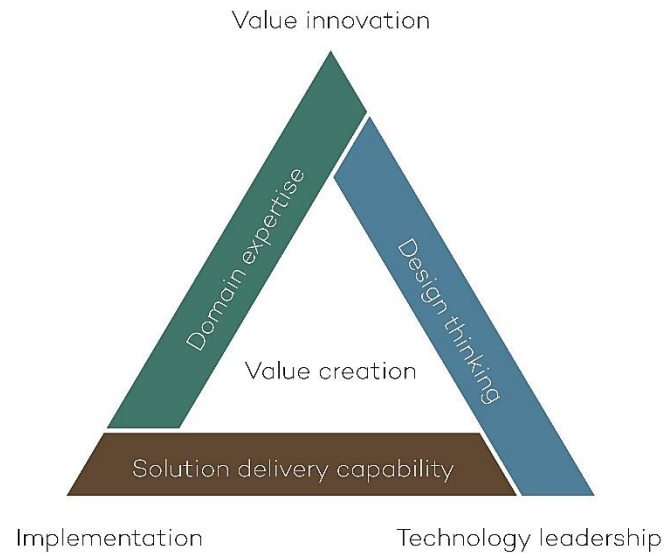 Value innovation
Domain expertise
Design thinking
Value creation
Solution delivery capability
Implementation
Technology leadership